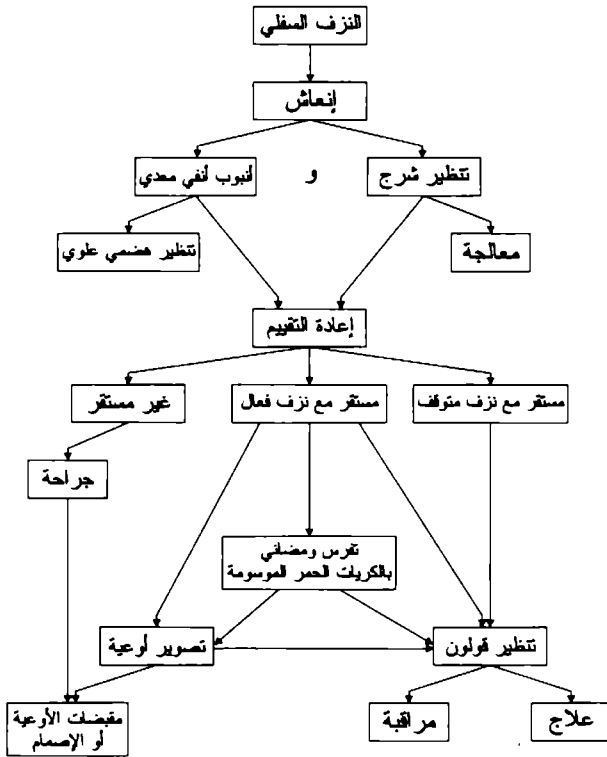 النزف السفلي
إنعاش
تنظير شرج
و
أنبوب أنفي معدي
معالجة
تنظير هضمي علوي
إعادة التقييم
مستقر مع نزف متوقف
مستقر مع نزف فعال
غير مستقر
جراحة
تفرس ومضاني
بالكريات الحمر الموسومة
تنظير قولون
تصوير أوعية
علاج
مراقبة
مقبضات الأوعية
أو الإصمام